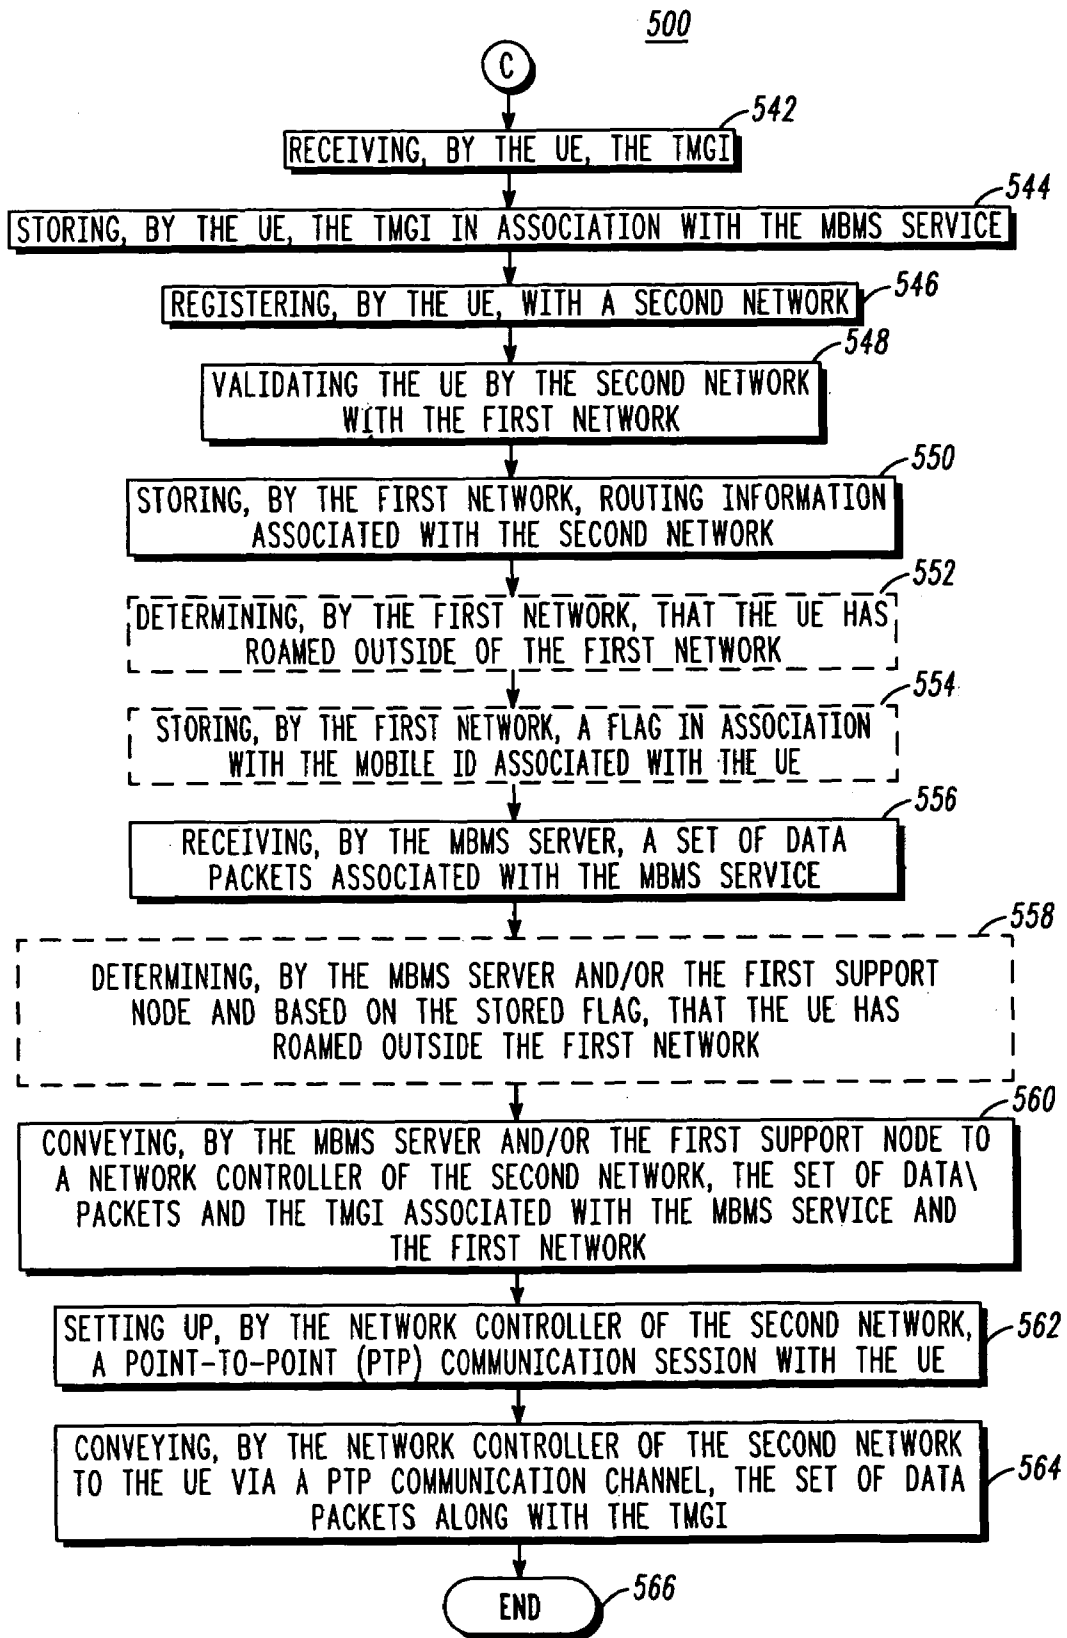 500
C
542
RECEIVING, BY THE UE, THE TMGI
544
STORING, BY THE UE, THE TMGI IN ASSOCIATION WITH THE MBMS SERVICE
REGISTERING, BY THE UE, WITH A SECOND NETWORK
546
548
VALIDATING THE UE BY THE SECOND NETWORK
WITH THE FIRST NETWORK
550
STORING, BY THE FIRST NETWORK, ROUTING INFORMATION
ASSOCIATED WITH THE SECOND NETWORK
552
DETERMINING, BY THE FIRST NETWORK, THAT THE UE HAS
ROAMED OUTSIDE OF THE FIRST NETWORK
554
STORING, BY THE FIRST NETWORK, A FLAG IN ASSOCIATION
WITH THE MOBILE ID ASSOCIATED WITH THE UE
556
RECEIVING, BY THE MBMS SERVER, A SET OF DATA
PACKETS ASSOCIATED WITH THE MBMS SERVICE
558
DETERMINING, BY THE MBMS SERVER AND/OR THE FIRST SUPPORT
NODE AND BASED ON THE STORED FLAG, THAT THE UE HAS
ROAMED OUTSIDE THE FIRST NETWORK
560
CONVEYING, BY THE MBMS SERVER AND/OR THE FIRST SUPPORT NODE TO
A NETWORK CONTROLLER OF THE SECOND NETWORK, THE SET OF DATA\
PACKETS AND THE TMGI ASSOCIATED WITH THE MBMS SERVICE AND
THE FIRST NETWORK
SETTING UP, BY THE NETWORK CONTROLLER OF THE SECOND NETWORK,
A POINT-TO-POINT (PTP) COMMUNICATION SESSION WITH THE UE
562
CONVEYING, BY THE NETWORK CONTROLLER OF THE SECOND NETWORK
TO THE UE VIA A PTP COMMUNICATION CHANNEL, THE SET OF DATA
PACKETS ALONG WITH THE TMGI
564
END
566